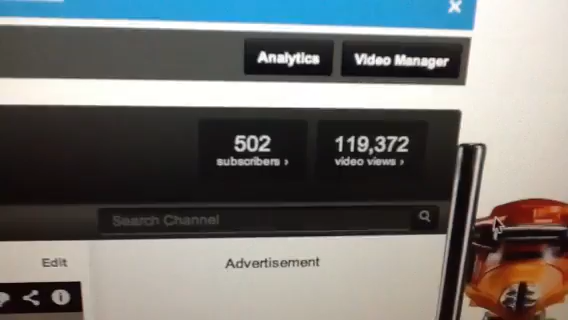 Analytics
Video Manager
502
subscribers ›
119,372
video views ›
Search Channel
Edit
Advertisement